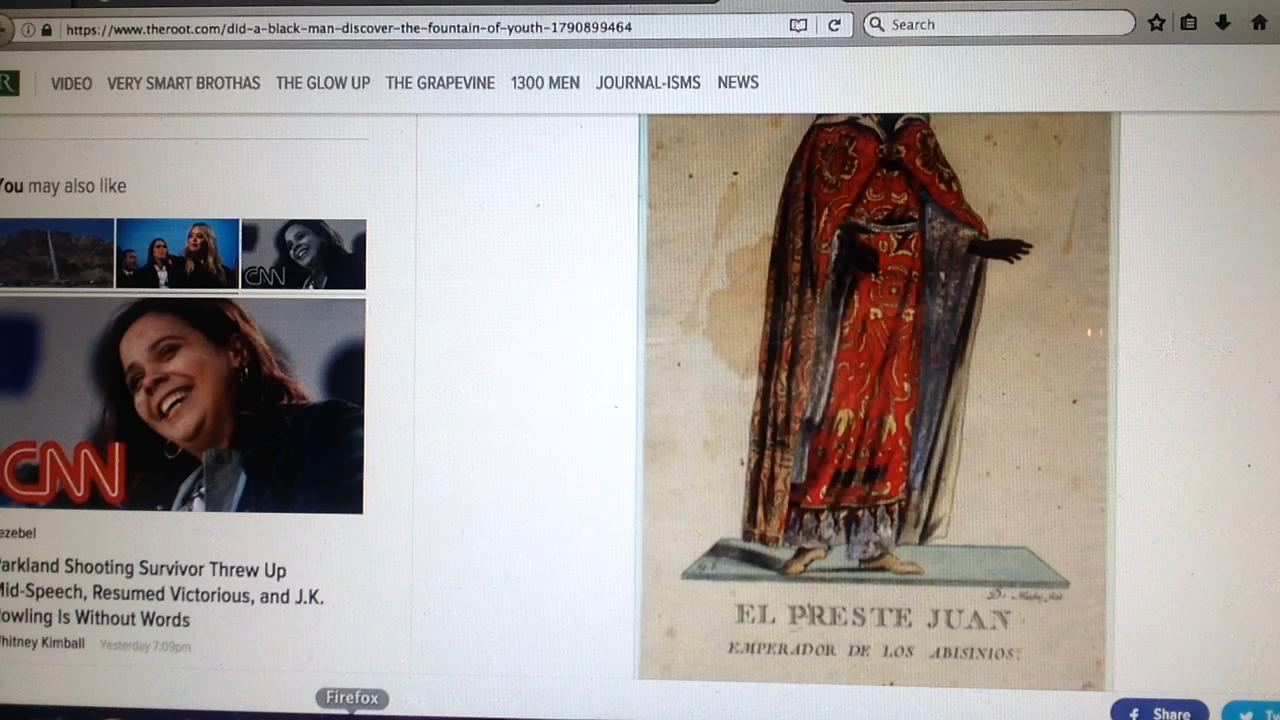 https://www.theroot.com/did-a-black-man-discover-the-fountain-of-youth-1790899464
Search
R
VIDEO VERY SMART BROTHAS THE GLOW UP THE GRAPEVINE 1300 MEN JOURNAL-ISMS NEWS
You may also like
CNN
CNN
ezebel
arkland Shooting Survivor Threw Up
Mid-Speech, Resumed Victorious, and J.K.
owling Is Without Words
hitney Kimball Yesterday 7:09pm
EL PRESTE JUAN
EMPERADOR DE LOS ABISINIOS.
Firefox
f Share